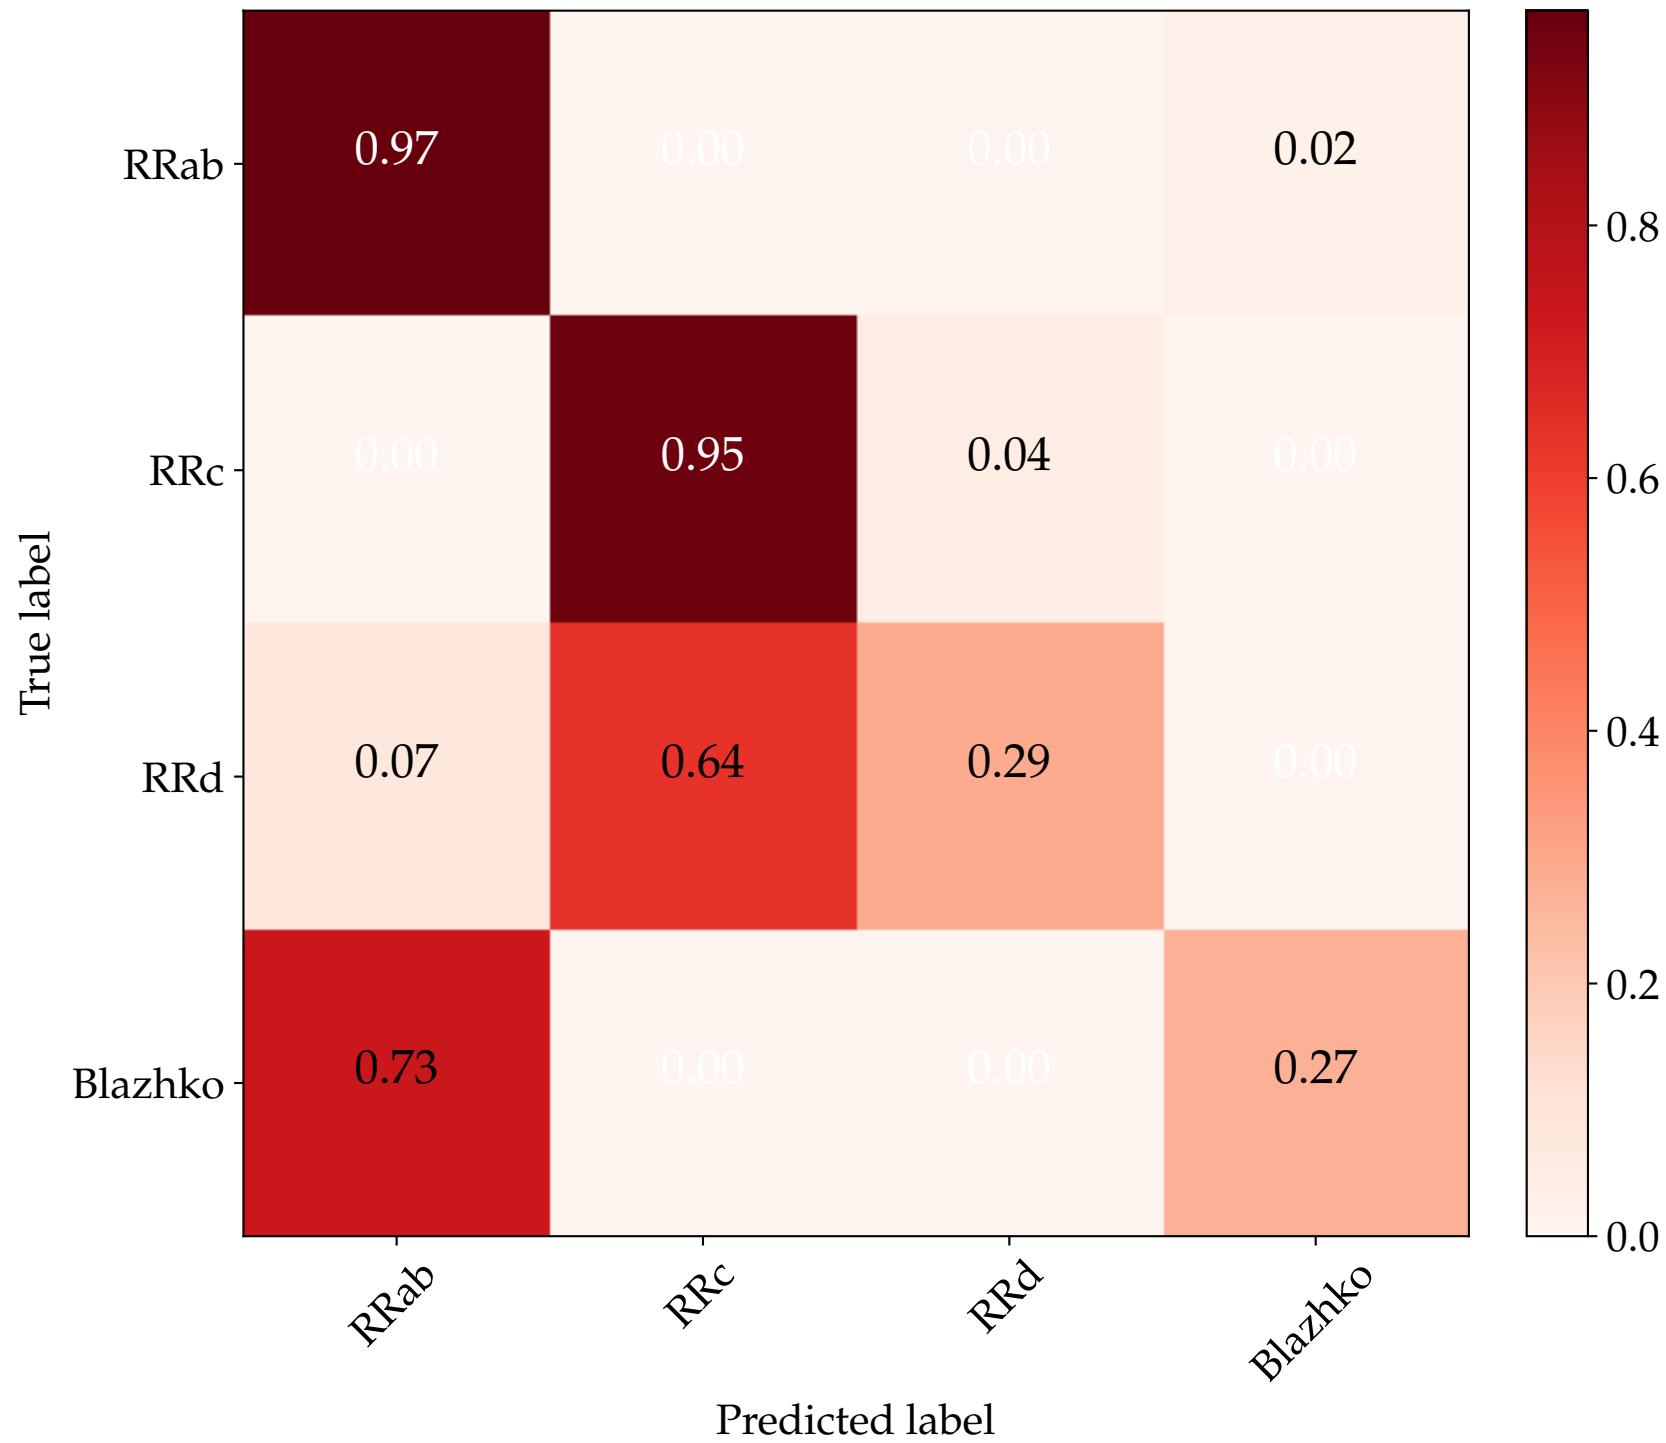 True label
RRab 0.97 0.00 0.00 0.02
RRc 0.00 0.95 0.04 0.00
RRd 0.07 0.64 0.29 0.00
Blazhko 0.73 0.00 0.00 0.27
RRab RRc RRd Blazhko
Predicted label
0.8
0.6
0.4
0.2
0.0